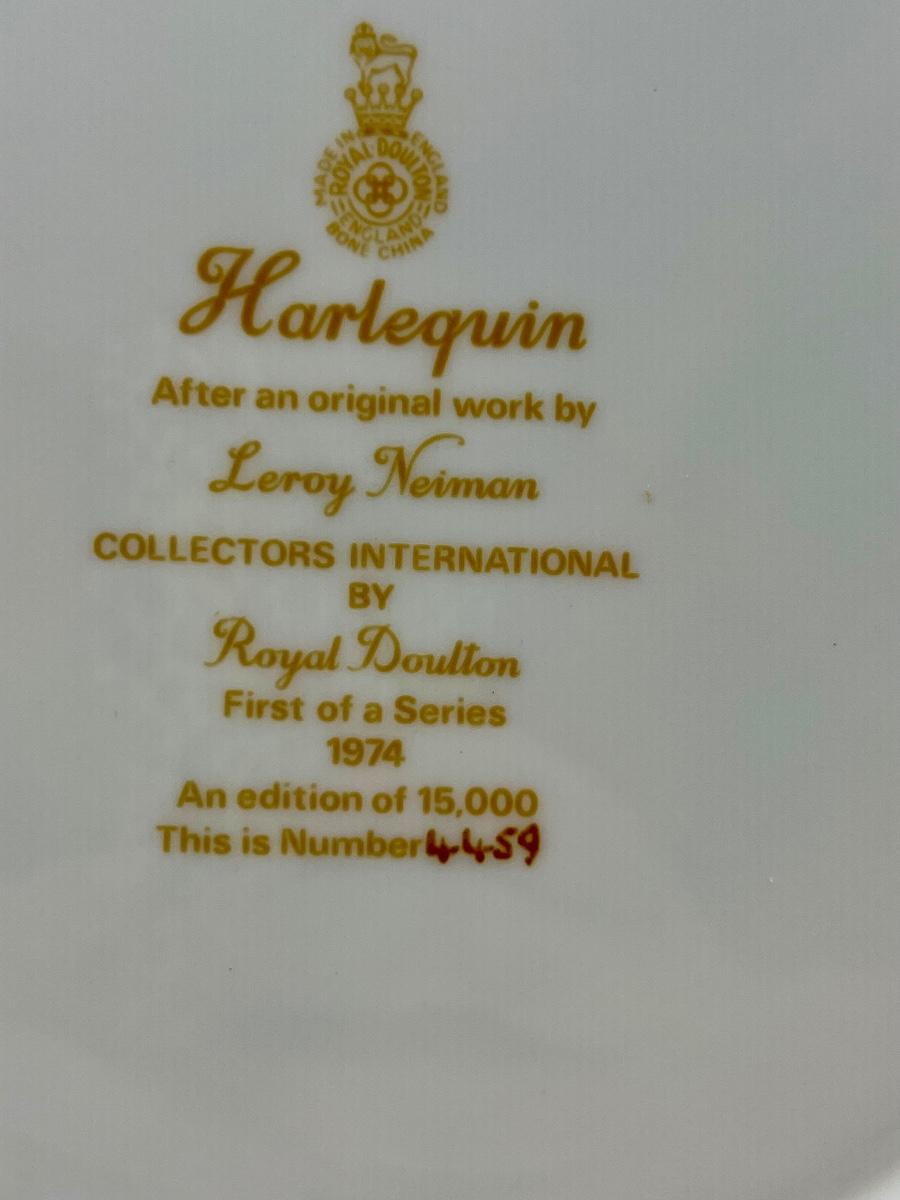 MADE IN ENGLAND
ROYAL DOULTON
ENGLAND
BONE CHINA
Harlequin
After an original work by
Leroy Neiman
COLLECTORS INTERNATIONAL
BY
Royal Doulton
First of a Series
1974
An edition of 15,000
This is Number 4459